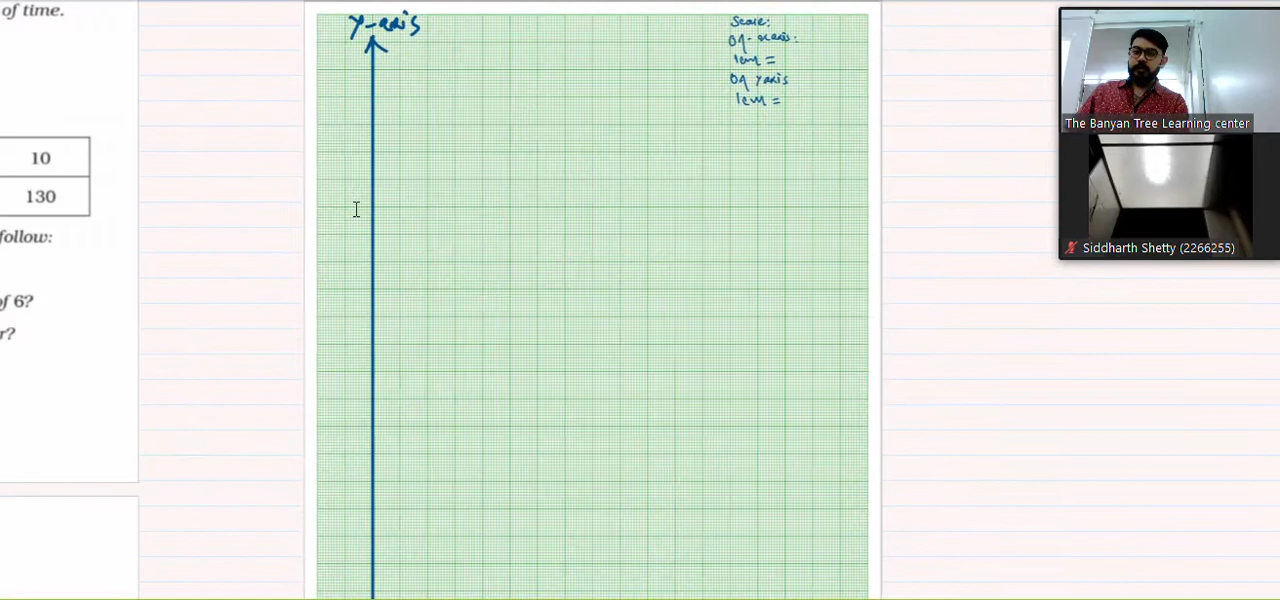 of time.
10
130
follow:
of 6?
r?
y-axis
Scale:
On - x axis:
1cm =
On y axis
1cm =
The Banyan Tree Learning center
Siddharth Shetty (2266255)